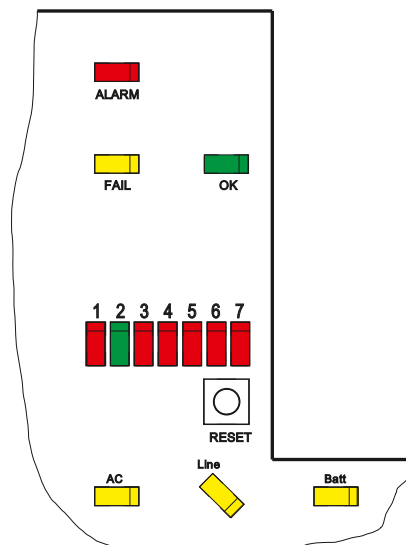 ALARM
FAIL OK
1 2 3 4 5 6 7
RESET
AC Line Batt